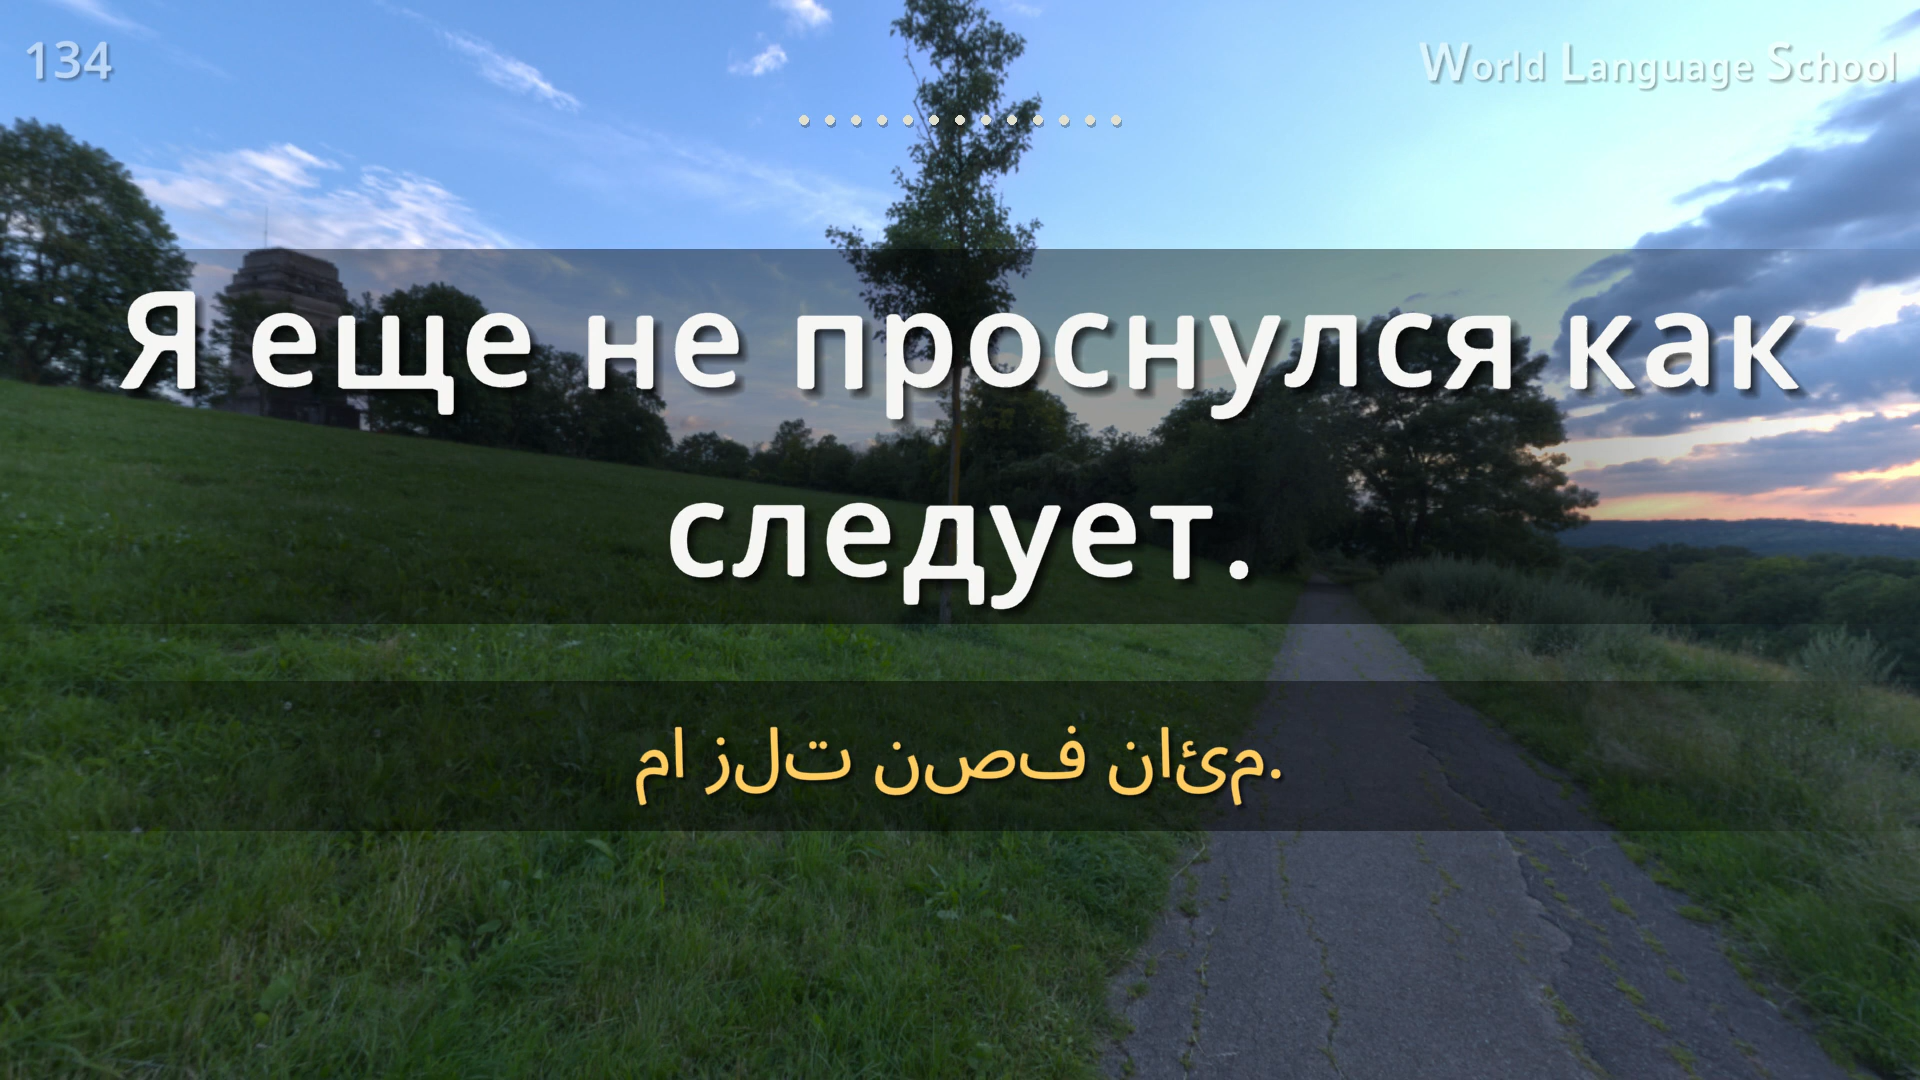 134
World Language School
Я еще не проснулся как
следует.
ما زلت نصف نائم.